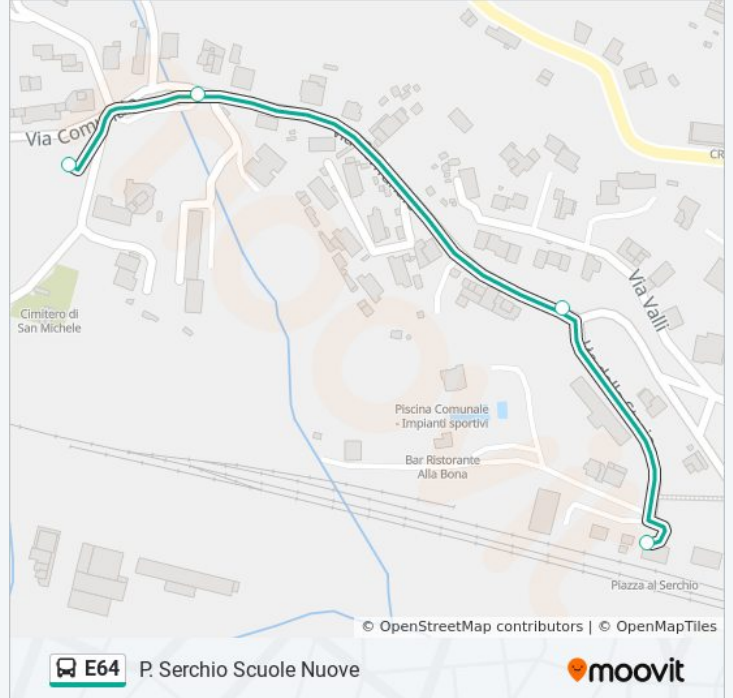 CR
Via Comunale
Via Valli
Cimitero di
San Michele
Piscina Comunale
- Impianti sportivi
Bar Ristorante
Alla Bona
Piazza al Serchio
© OpenStreetMap contributors | © OpenMapTiles
E64 P. Serchio Scuole Nuove
moovit